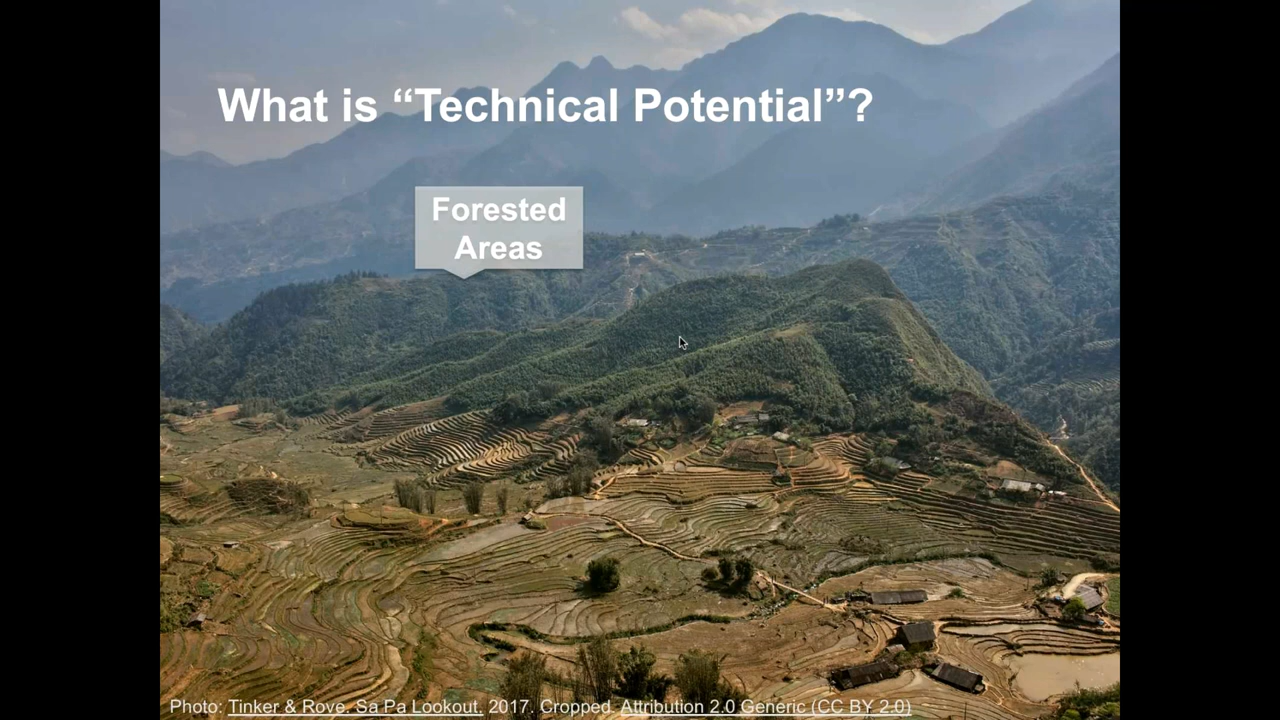 What is “Technical Potential”?
Forested
Areas
Photo: Tinker & Rove. Sa Pa Lookout. 2017. Cropped. Attribution 2.0 Generic (CC BY 2.0)